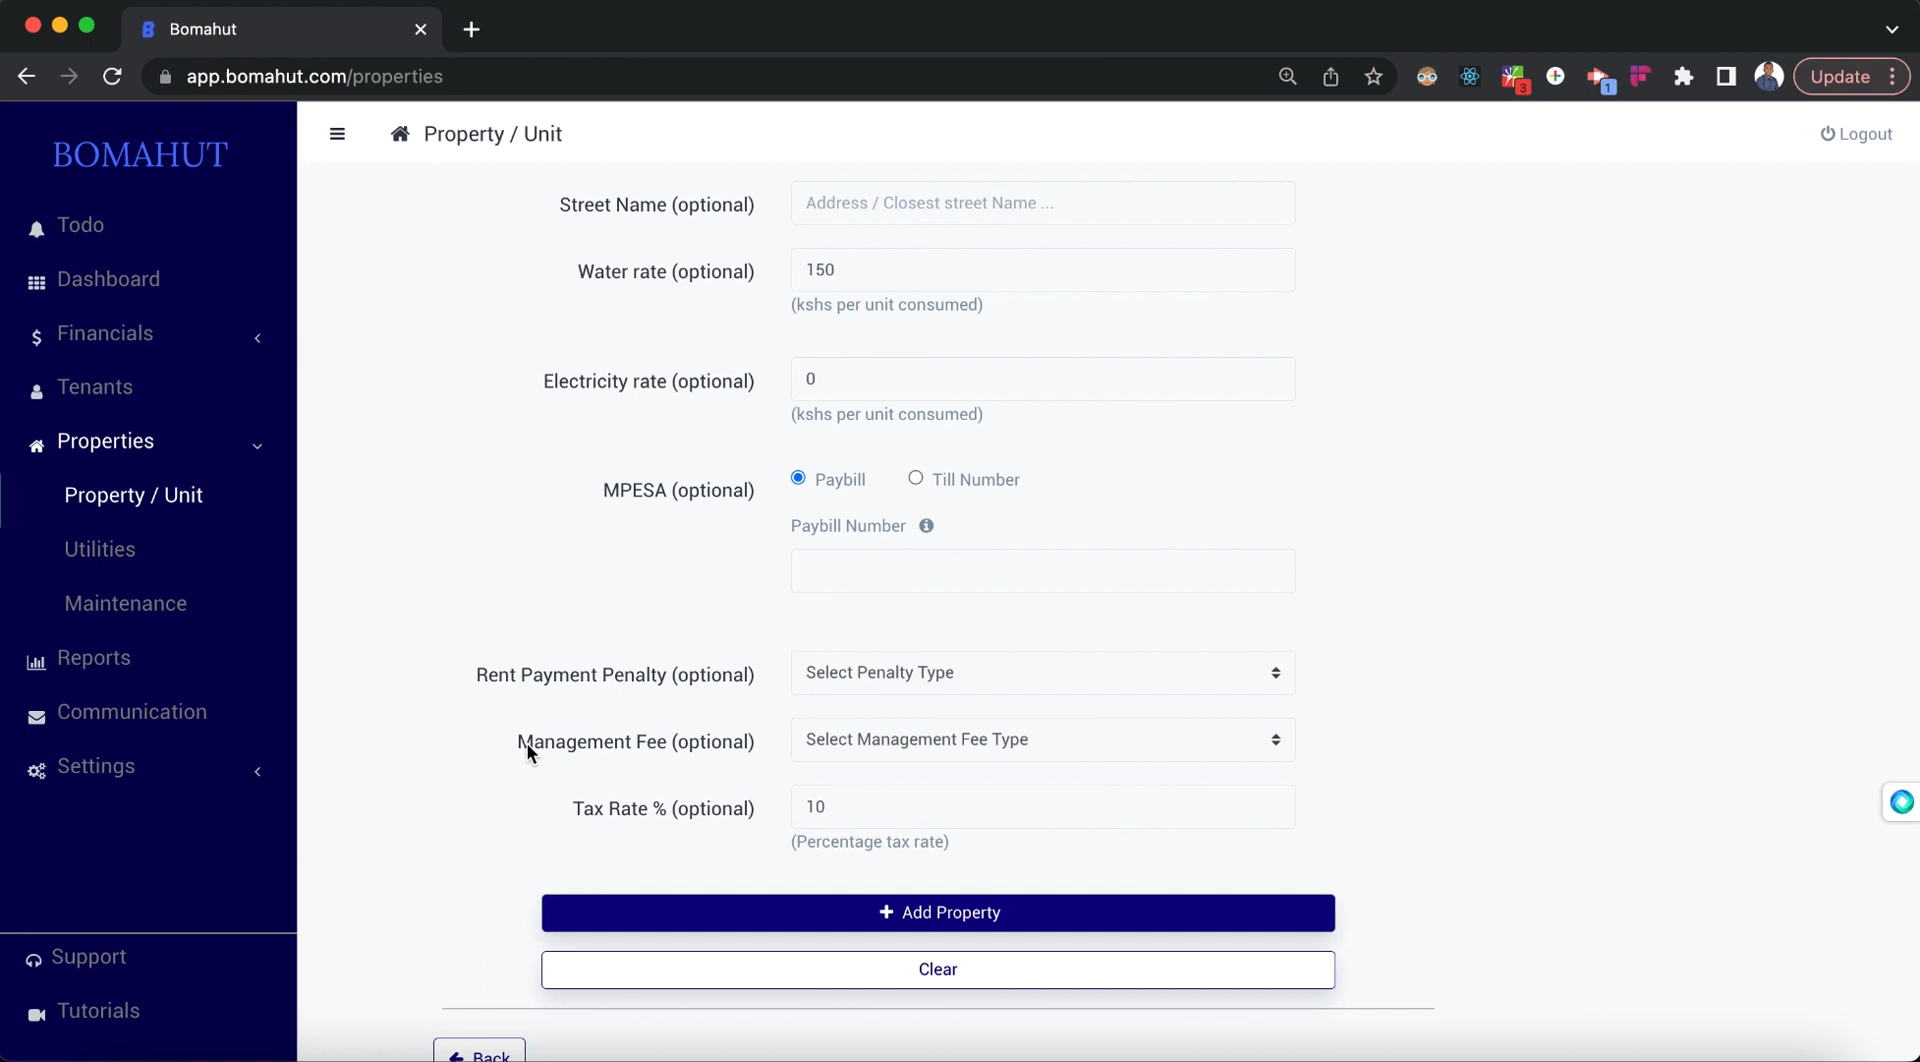 Bomahut
app.bomahut.com/properties
3
1
Update
BOMAHUT
Property / Unit
Logout
Todo
Dashboard
Financials
Tenants
Properties
Property / Unit
Utilities
Maintenance
Reports
Communication
Settings
Support
Tutorials
Street Name (optional)
Address / Closest street Name ...
Water rate (optional)
150
(kshs per unit consumed)
Electricity rate (optional)
0
(kshs per unit consumed)
MPESA (optional)
Paybill
Till Number
Paybill Number
Rent Payment Penalty (optional)
Select Penalty Type
Management Fee (optional)
Select Management Fee Type
Tax Rate % (optional)
10
(Percentage tax rate)
+ Add Property
Clear
Back